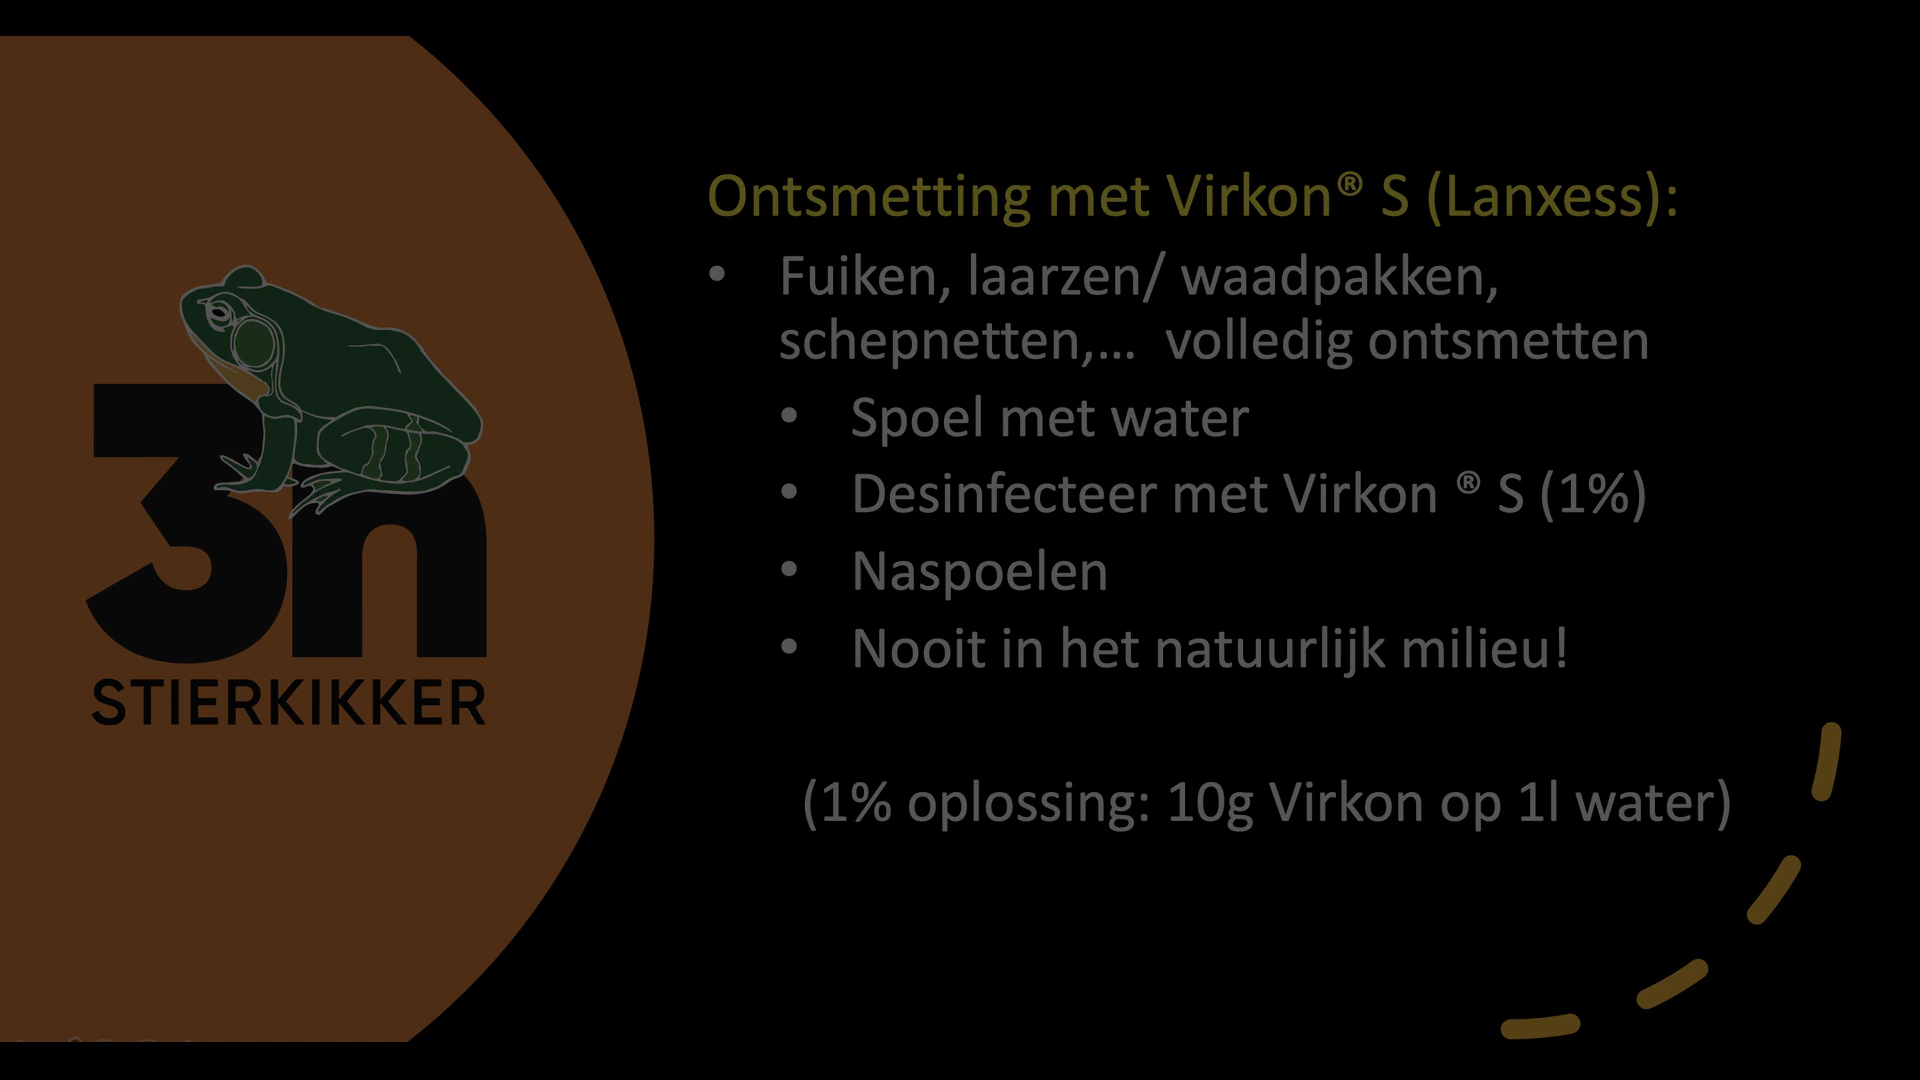 Ontsmetting met Virkon® S (Lanxess):
• Fuiken, laarzen/ waadpakken,
schepnetten,… volledig ontsmetten
• Spoel met water
• Desinfecteer met Virkon ® S (1%)
• Naspoelen
• Nooit in het natuurlijk milieu!
(1% oplossing: 10g Virkon op 1l water)
3n
STIERKIKKER